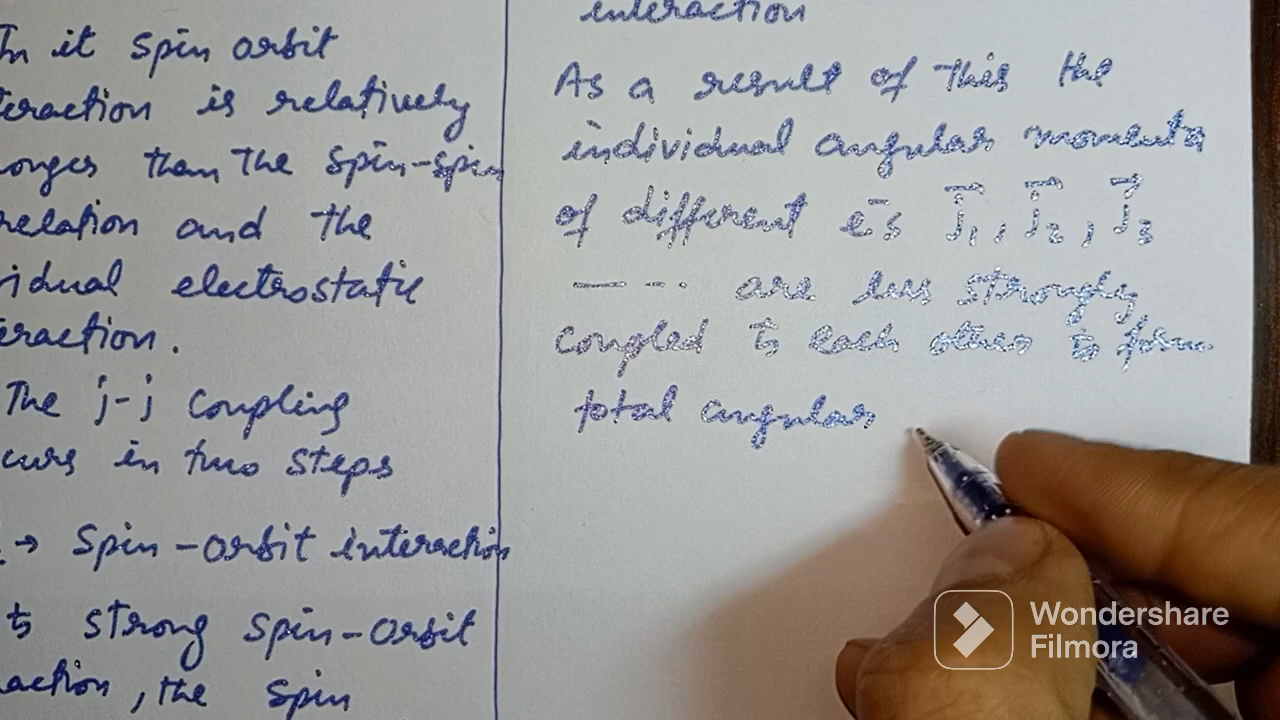 In it spin orbit
teraction is relatively
onger than the spin-spin
relation and the
vidual electrostatic
eraction.
The j-j coupling
curs in two steps
→ Spin-orbit interaction
to strong spin-orbit
action, the spin
interaction
As a result of this the
individual angular momenta
of different e⁻s j⃗₁, j⃗₂, j⃗₃
—-.. are less strongly
coupled to each other to form
total angular
Wondershare
Filmora